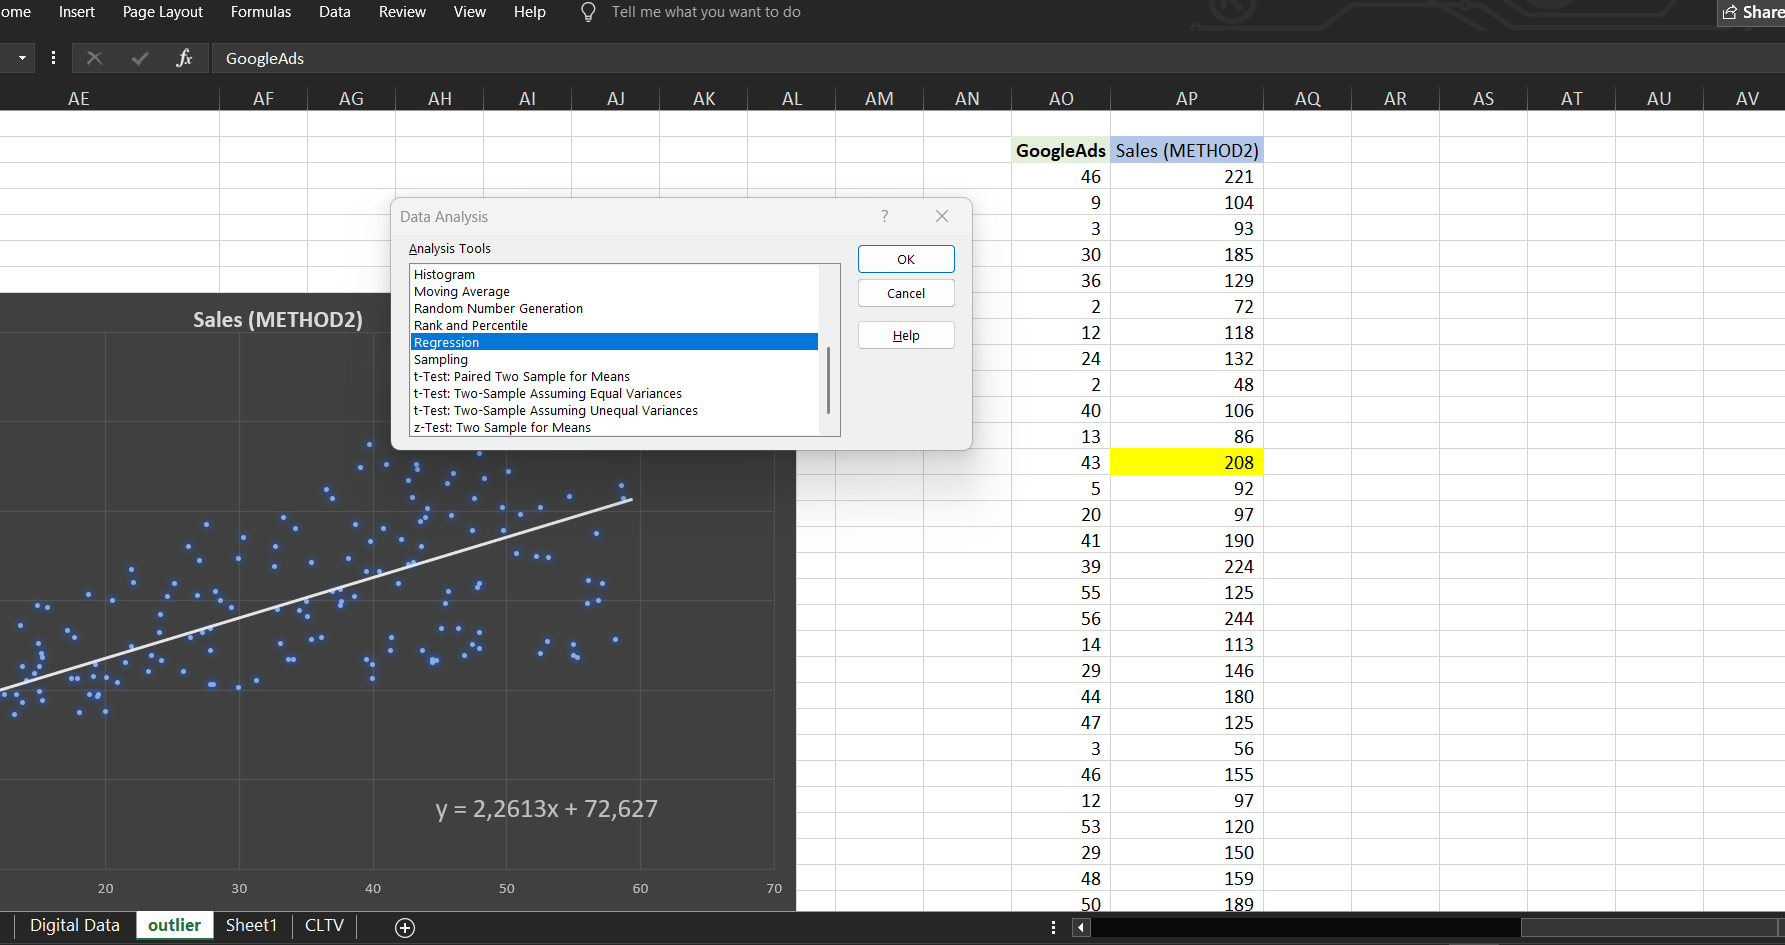 ome Insert Page Layout Formulas Data Review View Help Tell me what you want to do Share
fx GoogleAds
AE AF AG AH AI AJ AK AL AM AN AO AP AQ AR AS AT AU AV
GoogleAds Sales (METHOD2)
46 221
9 104
3 93
30 185
36 129
2 72
12 118
24 132
2 48
40 106
13 86
43 208
5 92
20 97
41 190
39 224
55 125
56 244
14 113
29 146
44 180
47 125
3 56
46 155
12 97
53 120
29 150
48 159
50 189
Data Analysis ?
Analysis Tools
Histogram
Moving Average
Random Number Generation
Rank and Percentile
Regression
Sampling
t-Test: Paired Two Sample for Means
t-Test: Two-Sample Assuming Equal Variances
t-Test: Two-Sample Assuming Unequal Variances
z-Test: Two Sample for Means
OK
Cancel
Help
Sales (METHOD2)
y = 2,2613x + 72,627
20 30 40 50 60 70
Digital Data outlier Sheet1 CLTV